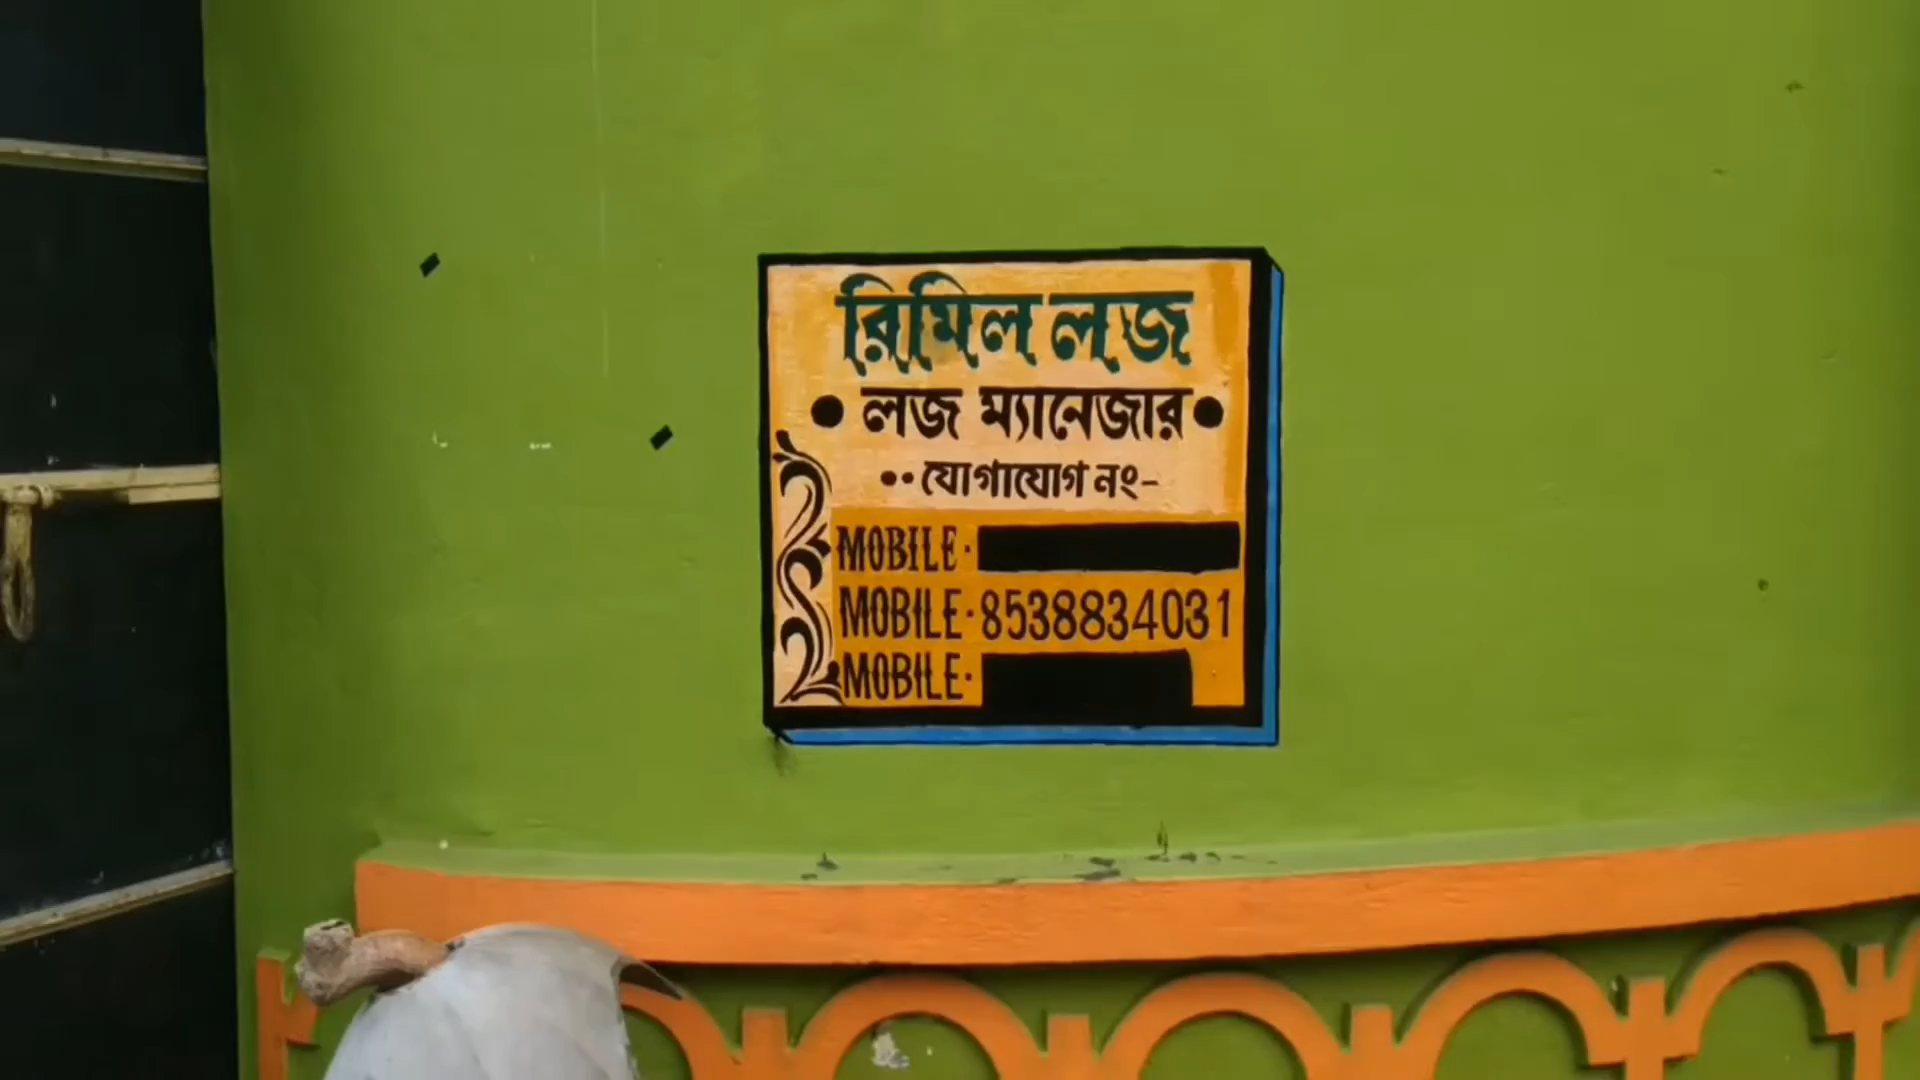 রিমিল লজ
● লজ ম্যানেজার ●
••যোগাযোগ নং-
MOBILE·
MOBILE·8538834031
MOBILE·